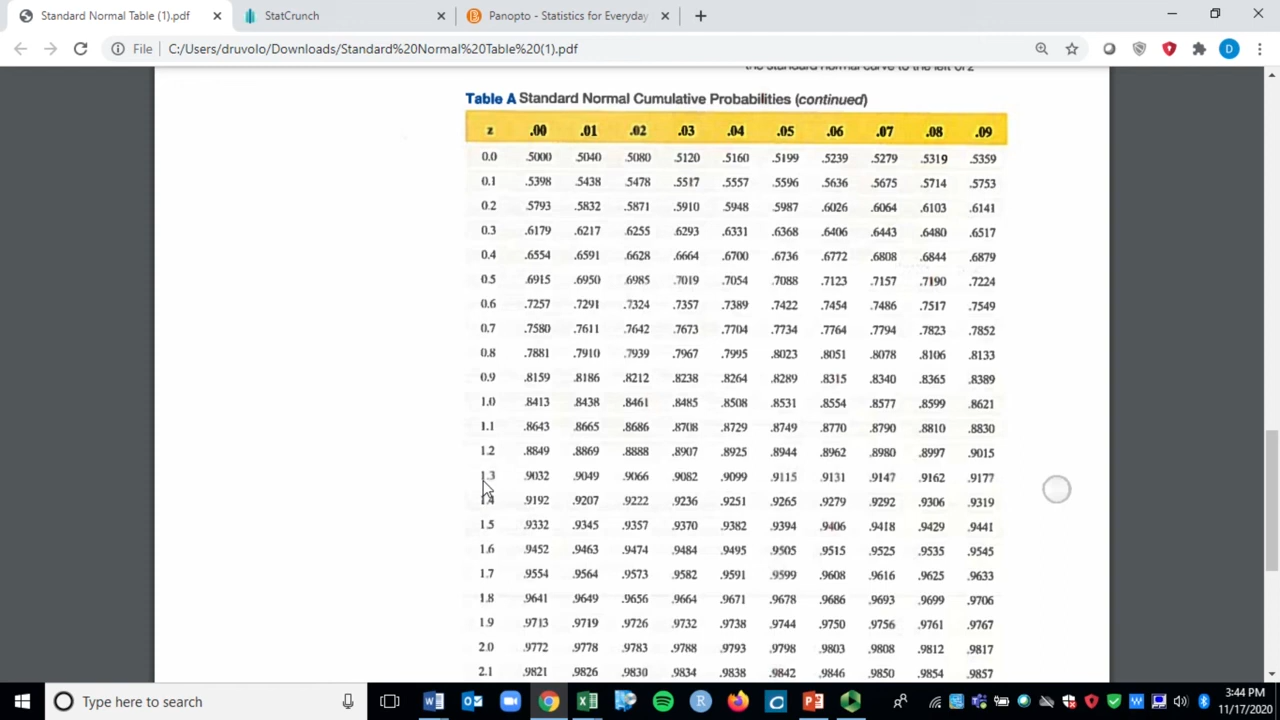 Standard Normal Table (1).pdf
StatCrunch
Panopto - Statistics for Everyday
File
C:/Users/druvolo/Downloads/Standard%20Normal%20Table%20(1).pdf
D
the standard normal curve to the left of z
Table A Standard Normal Cumulative Probabilities (continued)
z .00 .01 .02 .03 .04 .05 .06 .07 .08 .09
0.0 .5000 .5040 .5080 .5120 .5160 .5199 .5239 .5279 .5319 .5359
0.1 .5398 .5438 .5478 .5517 .5557 .5596 .5636 .5675 .5714 .5753
0.2 .5793 .5832 .5871 .5910 .5948 .5987 .6026 .6064 .6103 .6141
0.3 .6179 .6217 .6255 .6293 .6331 .6368 .6406 .6443 .6480 .6517
0.4 .6554 .6591 .6628 .6664 .6700 .6736 .6772 .6808 .6844 .6879
0.5 .6915 .6950 .6985 .7019 .7054 .7088 .7123 .7157 .7190 .7224
0.6 .7257 .7291 .7324 .7357 .7389 .7422 .7454 .7486 .7517 .7549
0.7 .7580 .7611 .7642 .7673 .7704 .7734 .7764 .7794 .7823 .7852
0.8 .7881 .7910 .7939 .7967 .7995 .8023 .8051 .8078 .8106 .8133
0.9 .8159 .8186 .8212 .8238 .8264 .8289 .8315 .8340 .8365 .8389
1.0 .8413 .8438 .8461 .8485 .8508 .8531 .8554 .8577 .8599 .8621
1.1 .8643 .8665 .8686 .8708 .8729 .8749 .8770 .8790 .8810 .8830
1.2 .8849 .8869 .8888 .8907 .8925 .8944 .8962 .8980 .8997 .9015
1.3 .9032 .9049 .9066 .9082 .9099 .9115 .9131 .9147 .9162 .9177
1.4 .9192 .9207 .9222 .9236 .9251 .9265 .9279 .9292 .9306 .9319
1.5 .9332 .9345 .9357 .9370 .9382 .9394 .9406 .9418 .9429 .9441
1.6 .9452 .9463 .9474 .9484 .9495 .9505 .9515 .9525 .9535 .9545
1.7 .9554 .9564 .9573 .9582 .9591 .9599 .9608 .9616 .9625 .9633
1.8 .9641 .9649 .9656 .9664 .9671 .9678 .9686 .9693 .9699 .9706
1.9 .9713 .9719 .9726 .9732 .9738 .9744 .9750 .9756 .9761 .9767
2.0 .9772 .9778 .9783 .9788 .9793 .9798 .9803 .9808 .9812 .9817
2.1 .9821 .9826 .9830 .9834 .9838 .9842 .9846 .9850 .9854 .9857
Type here to search
3:44 PM
11/17/2020